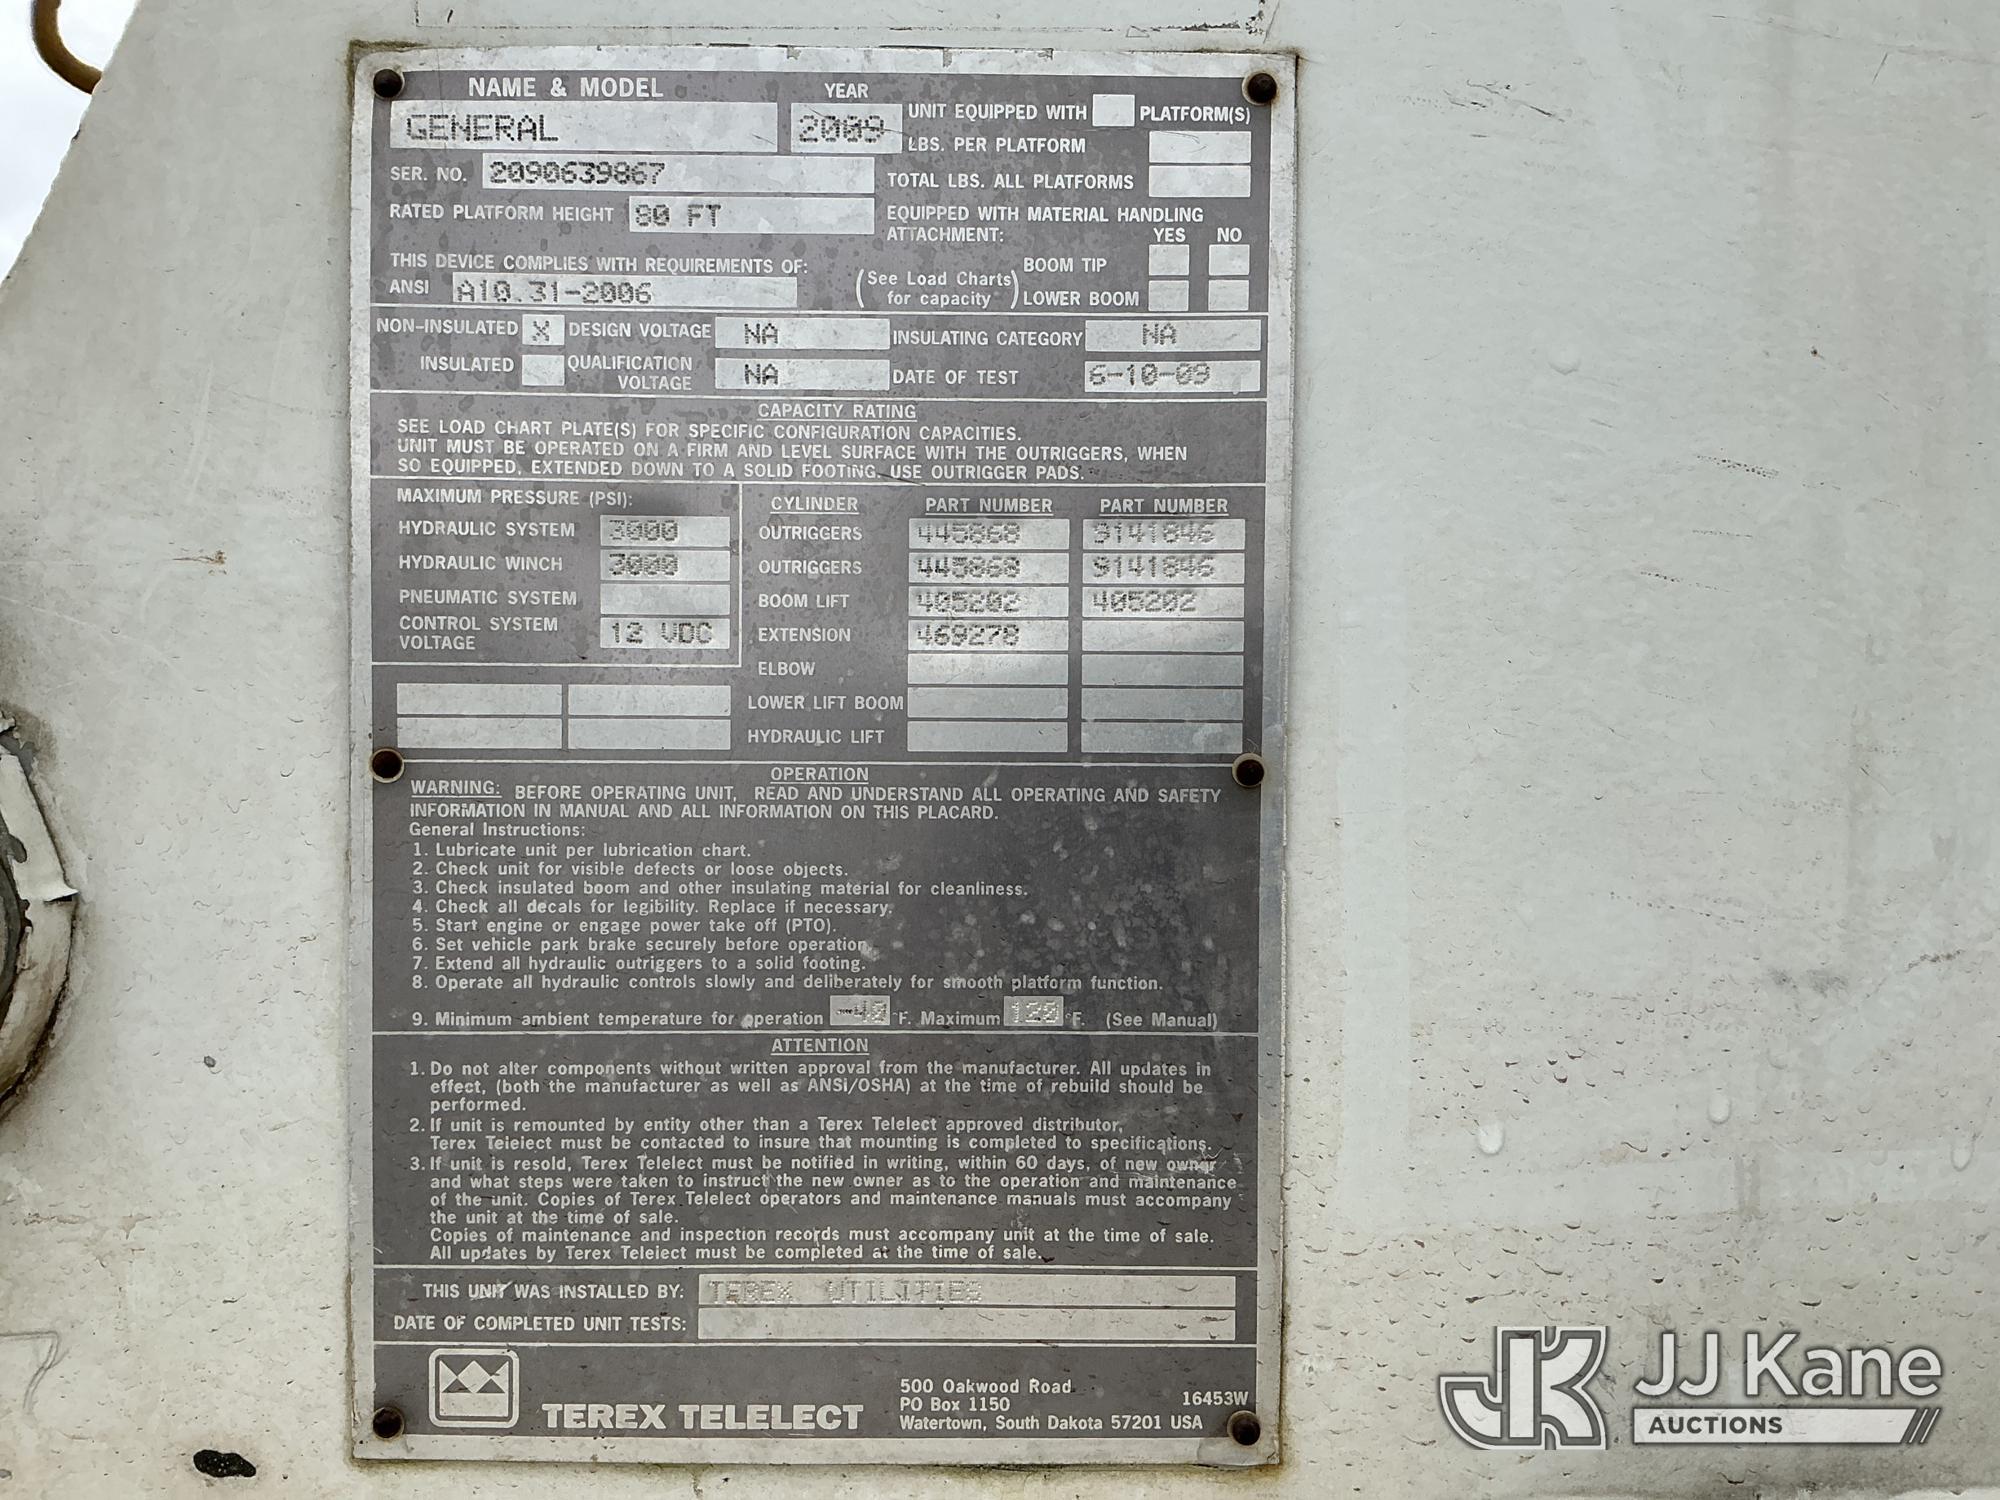 NAME & MODEL
YEAR
GENERAL
2009
UNIT EQUIPPED WITH PLATFORM(S)
LBS. PER PLATFORM
SER. NO. 2090639867
TOTAL LBS. ALL PLATFORMS
RATED PLATFORM HEIGHT 80 FT
EQUIPPED WITH MATERIAL HANDLING
ATTACHMENT: YES NO
THIS DEVICE COMPLIES WITH REQUIREMENTS OF:
ANSI A10.31-2006
(See Load Charts for capacity)
BOOM TIP
LOWER BOOM
NON-INSULATED X DESIGN VOLTAGE NA INSULATING CATEGORY NA
INSULATED QUALIFICATION VOLTAGE NA DATE OF TEST 6-10-09
CAPACITY RATING
SEE LOAD CHART PLATE(S) FOR SPECIFIC CONFIGURATION CAPACITIES.
UNIT MUST BE OPERATED ON A FIRM AND LEVEL SURFACE WITH THE OUTRIGGERS, WHEN
SO EQUIPPED, EXTENDED DOWN TO A SOLID FOOTING. USE OUTRIGGER PADS.
MAXIMUM PRESSURE (PSI):
HYDRAULIC SYSTEM 3000
HYDRAULIC WINCH 3000
PNEUMATIC SYSTEM
CONTROL SYSTEM VOLTAGE 12 VDC
CYLINDER PART NUMBER PART NUMBER
OUTRIGGERS 445868 9141846
OUTRIGGERS 445868 9141846
BOOM LIFT 405202 405202
EXTENSION 469278
ELBOW
LOWER LIFT BOOM
HYDRAULIC LIFT
OPERATION
WARNING: BEFORE OPERATING UNIT, READ AND UNDERSTAND ALL OPERATING AND SAFETY
INFORMATION IN MANUAL AND ALL INFORMATION ON THIS PLACARD.
General Instructions:
1. Lubricate unit per lubrication chart.
2. Check unit for visible defects or loose objects.
3. Check insulated boom and other insulating material for cleanliness.
4. Check all decals for legibility. Replace if necessary.
5. Start engine or engage power take off (PTO).
6. Set vehicle park brake securely before operation.
7. Extend all hydraulic outriggers to a solid footing.
8. Operate all hydraulic controls slowly and deliberately for smooth platform function.
9. Minimum ambient temperature for operation -40 °F. Maximum 120 °F. (See Manual)
ATTENTION
1. Do not alter components without written approval from the manufacturer. All updates in
effect, (both the manufacturer as well as ANSI/OSHA) at the time of rebuild should be
performed.
2. If unit is remounted by entity other than a Terex Telelect approved distributor,
Terex Telelect must be contacted to insure that mounting is completed to specifications.
3. If unit is resold, Terex Telelect must be notified in writing, within 60 days, of new owner
and what steps were taken to instruct the new owner as to the operation and maintenance
of the unit. Copies of Terex Telelect operators and maintenance manuals must accompany
the unit at the time of sale.
Copies of maintenance and inspection records must accompany unit at the time of sale.
All updates by Terex Telelect must be completed at the time of sale.
THIS UNIT WAS INSTALLED BY: TEREX UTILITIES
DATE OF COMPLETED UNIT TESTS:
TEREX TELELECT
500 Oakwood Road
PO Box 1150
Watertown, South Dakota 57201 USA
16453W
JK JJ Kane
AUCTIONS